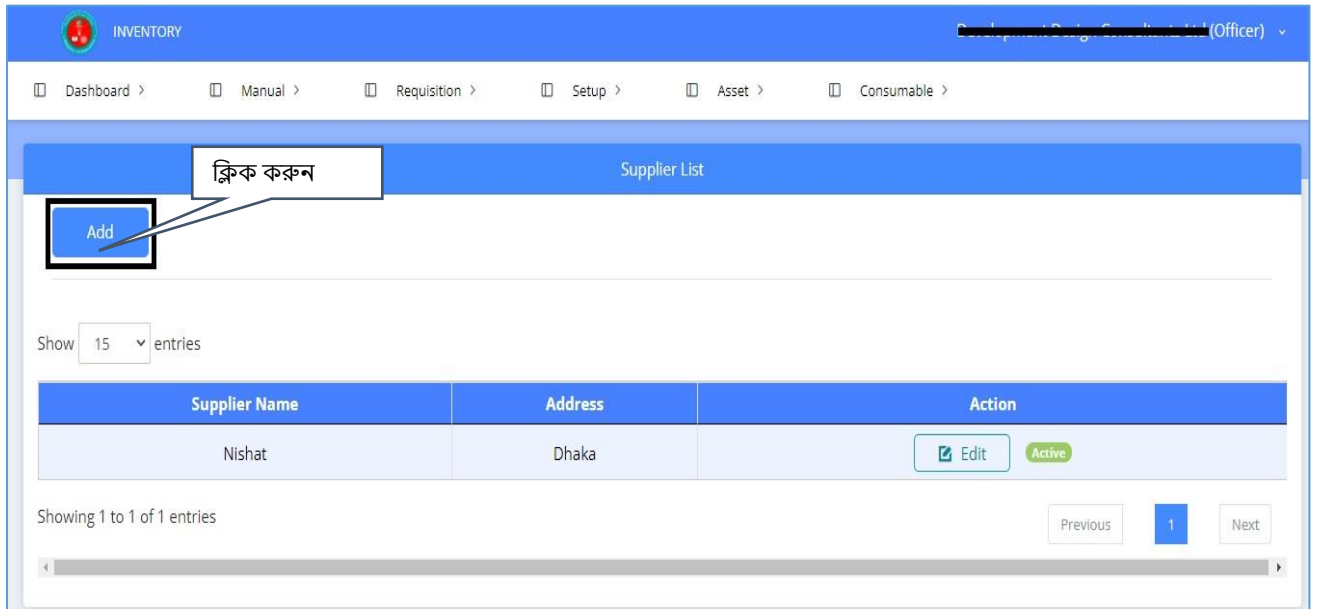 INVENTORY (Officer)
Dashboard > Manual > Requisition > Setup > Asset > Consumable >
ক্লিক করুন
Supplier List
Add
Show 15 entries
Supplier Name Address Action
Nishat Dhaka Edit Active
Showing 1 to 1 of 1 entries
Previous 1 Next